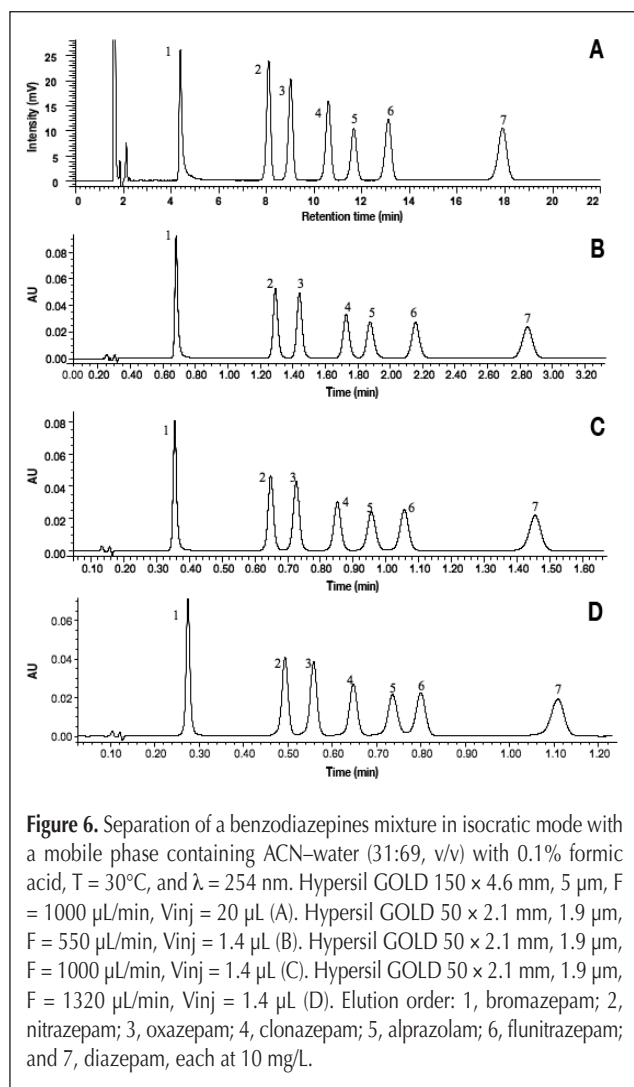 A
Intensity (mV)
25
20
15
10
5
0
1
2
3
4
5
6
7
0 2 4 6 8 10 12 14 16 18 20 22
Retention time (min)
B
AU
0.08
0.06
0.04
0.02
0.00
1
2
3
4
5
6
7
0.00 0.20 0.40 0.60 0.80 1.00 1.20 1.40 1.60 1.80 2.00 2.20 2.40 2.60 2.80 3.00 3.20
Time (min)
C
AU
0.08
0.06
0.04
0.02
0.00
1
2
3
4
5
6
7
0.10 0.20 0.30 0.40 0.50 0.60 0.70 0.80 0.90 1.00 1.10 1.20 1.30 1.40 1.50 1.60
Time (min)
D
AU
0.06
0.04
0.02
0.00
1
2
3
4
5
6
7
0.10 0.20 0.30 0.40 0.50 0.60 0.70 0.80 0.90 1.00 1.10 1.20
Time (min)
Figure 6. Separation of a benzodiazepines mixture in isocratic mode with
a mobile phase containing ACN–water (31:69, v/v) with 0.1% formic
acid, T = 30°C, and λ = 254 nm. Hypersil GOLD 150 × 4.6 mm, 5 µm, F
= 1000 µL/min, Vinj = 20 µL (A). Hypersil GOLD 50 × 2.1 mm, 1.9 µm,
F = 550 µL/min, Vinj = 1.4 µL (B). Hypersil GOLD 50 × 2.1 mm, 1.9 µm,
F = 1000 µL/min, Vinj = 1.4 µL (C). Hypersil GOLD 50 × 2.1 mm, 1.9 µm,
F = 1320 µL/min, Vinj = 1.4 µL (D). Elution order: 1, bromazepam; 2,
nitrazepam; 3, oxazepam; 4, clonazepam; 5, alprazolam; 6, flunitrazepam;
and 7, diazepam, each at 10 mg/L.